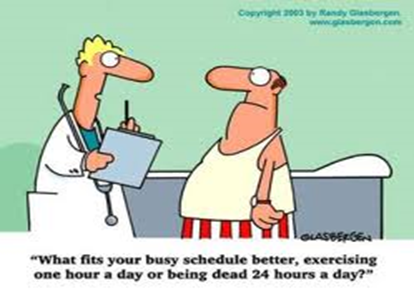 Copyright 2003 by Randy Glasbergen.
www.glasbergen.com
GLASBERGEN
"What fits your busy schedule better, exercising
one hour a day or being dead 24 hours a day?"